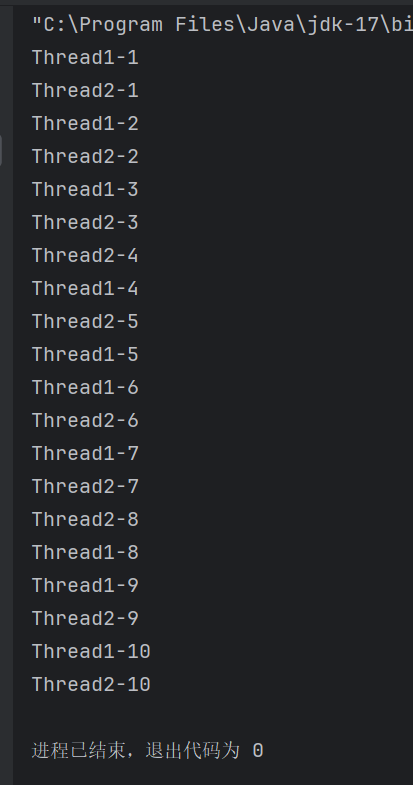 "C:\Program Files\Java\jdk-17\bi
Thread1-1
Thread2-1
Thread1-2
Thread2-2
Thread1-3
Thread2-3
Thread2-4
Thread1-4
Thread2-5
Thread1-5
Thread1-6
Thread2-6
Thread1-7
Thread2-7
Thread2-8
Thread1-8
Thread1-9
Thread2-9
Thread1-10
Thread2-10
进程已结束，退出代码为 0